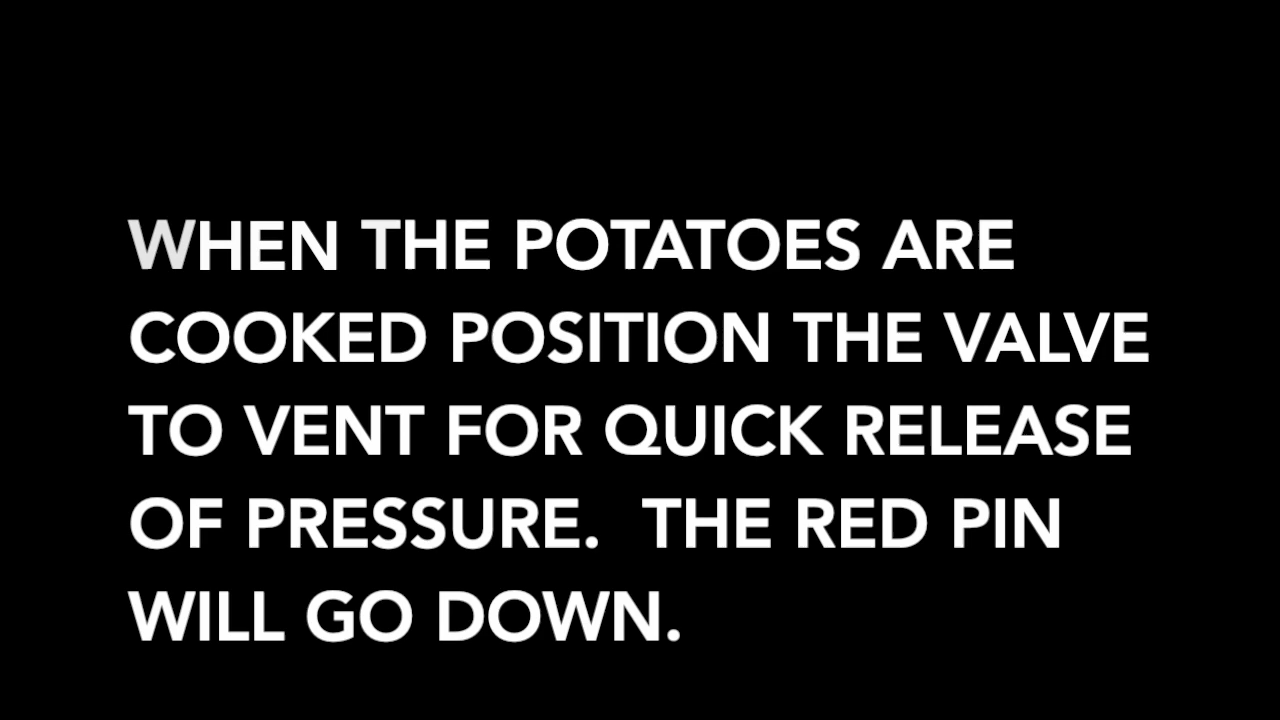 WHEN THE POTATOES ARE
COOKED POSITION THE VALVE
TO VENT FOR QUICK RELEASE
OF PRESSURE.  THE RED PIN
WILL GO DOWN.